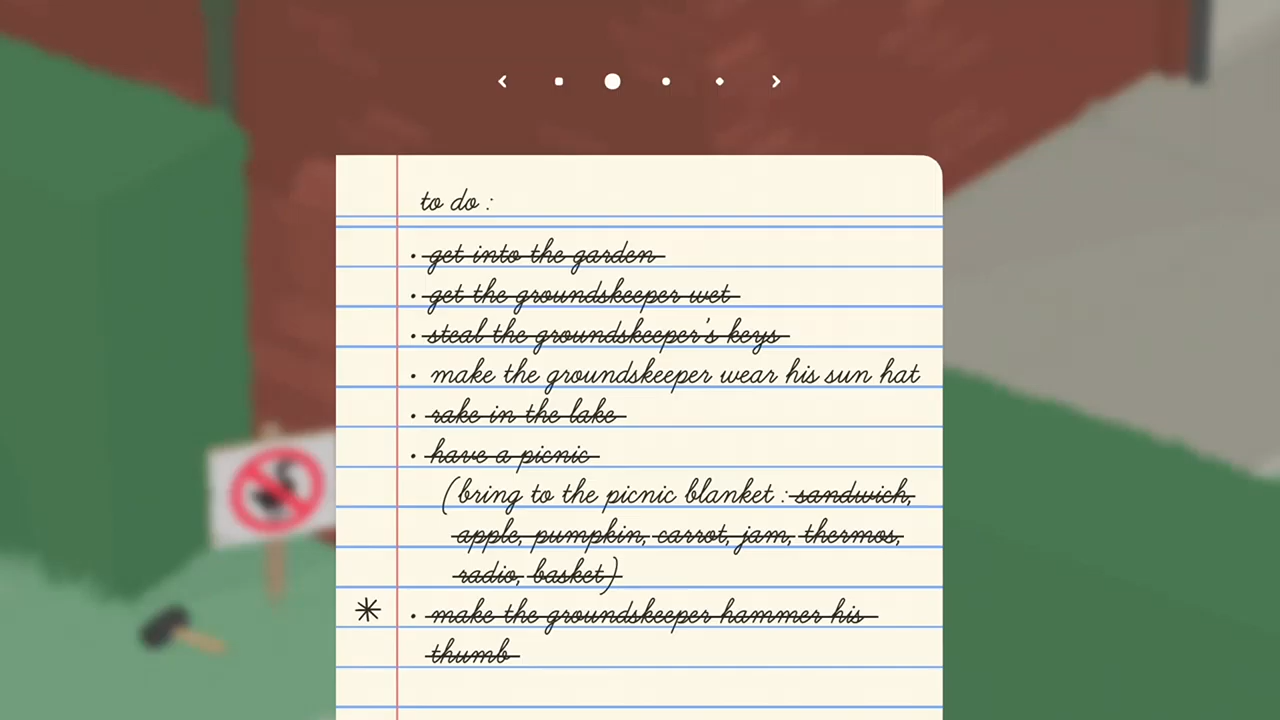 to do :
· get into the garden
· get the groundskeeper wet
· steal the groundskeeper's keys
· make the groundskeeper wear his sun hat
· rake in the lake
· have a picnic
(bring to the picnic blanket : sandwich,
apple, pumpkin, carrot, jam, thermos,
radio, basket)
* · make the groundskeeper hammer his
thumb